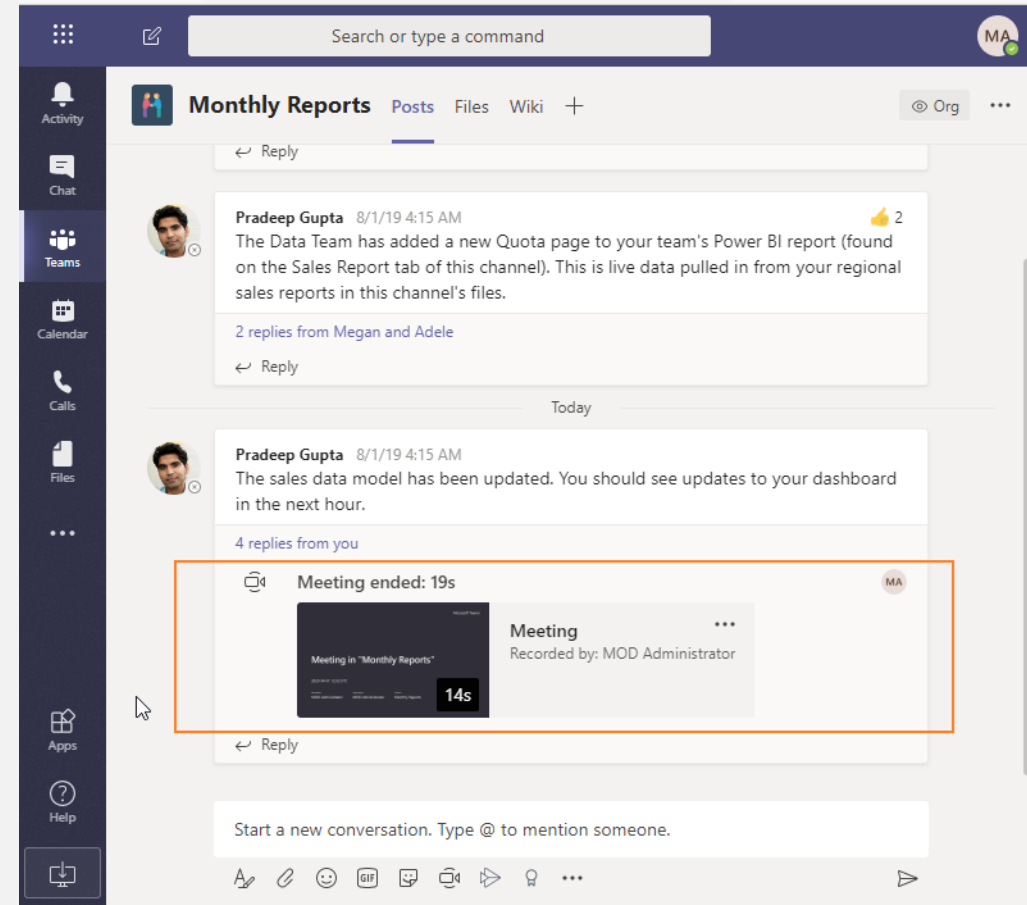 Search or type a command
MA
Activity
Chat
Teams
Calendar
Calls
Files
Apps
Help
Monthly Reports Posts Files Wiki
Org
Reply
Pradeep Gupta 8/1/19 4:15 AM
2
The Data Team has added a new Quota page to your team's Power BI report (found
on the Sales Report tab of this channel). This is live data pulled in from your regional
sales reports in this channel's files.
2 replies from Megan and Adele
Reply
Today
Pradeep Gupta 8/1/19 4:15 AM
The sales data model has been updated. You should see updates to your dashboard
in the next hour.
4 replies from you
Meeting ended: 19s
MA
Microsoft Teams
Meeting in "Monthly Reports"
14s
Meeting
Recorded by: MOD Administrator
Reply
Start a new conversation. Type @ to mention someone.
GIF